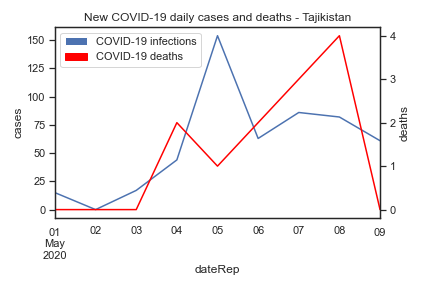 New COVID-19 daily cases and deaths - Tajikistan
COVID-19 infections
COVID-19 deaths
150
125
100
75
50
25
0
cases
4
3
2
1
0
deaths
01 02 03 04 05 06 07 08 09
May
2020
dateRep